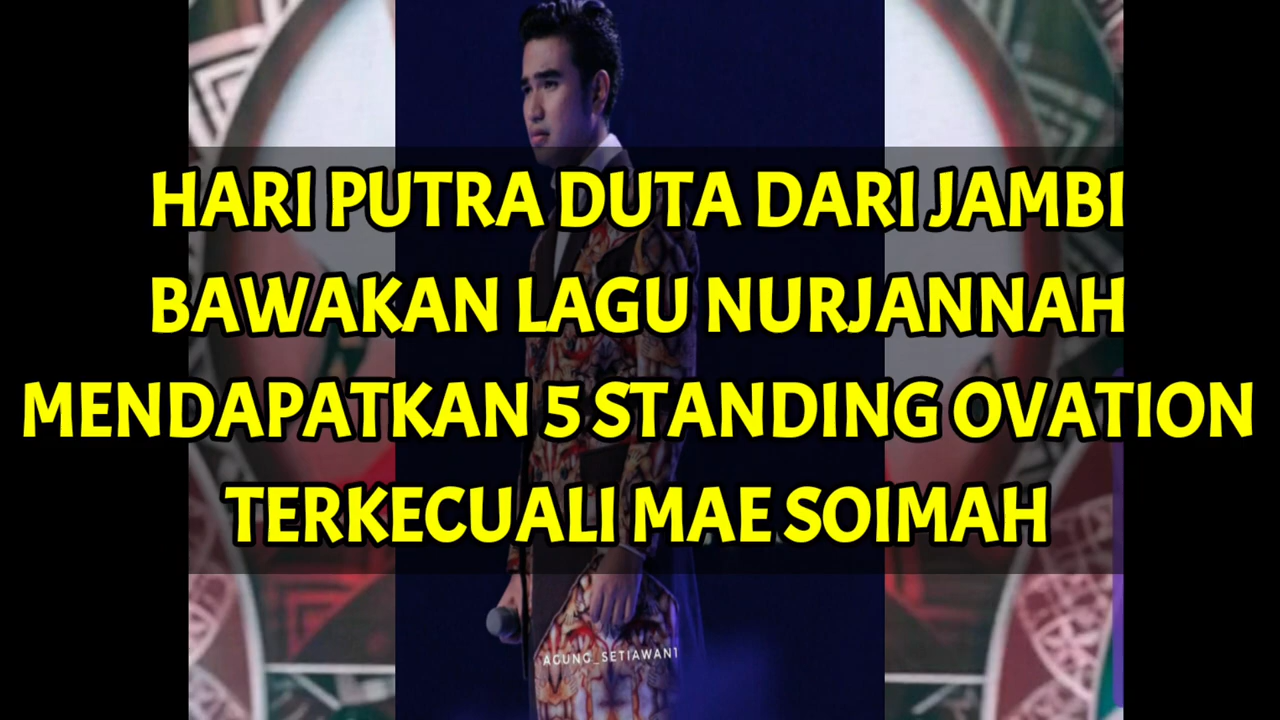 HARI PUTRA DUTA DARI JAMBI
BAWAKAN LAGU NURJANNAH
MENDAPATKAN 5 STANDING OVATION
TERKECUALI MAE SOIMAH
AGUNG_SETIAWAN1